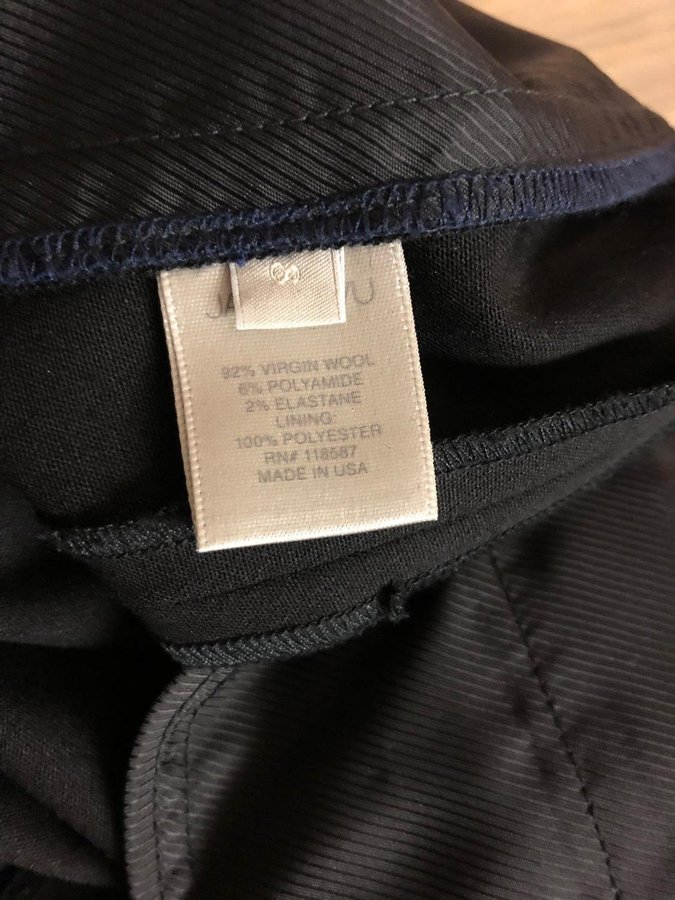 92% VIRGIN WOOL
6% POLYAMIDE
2% ELASTANE
LINING
100% POLYESTER
RN# 118587
MADE IN USA